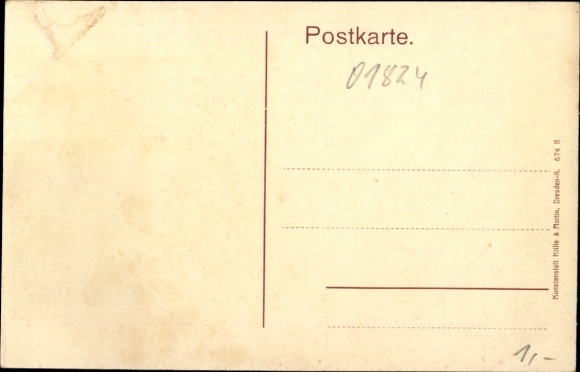 Postkarte.
01824
Kunstanstalt Krille & Martin, Dresden-A. 674 B
1,-